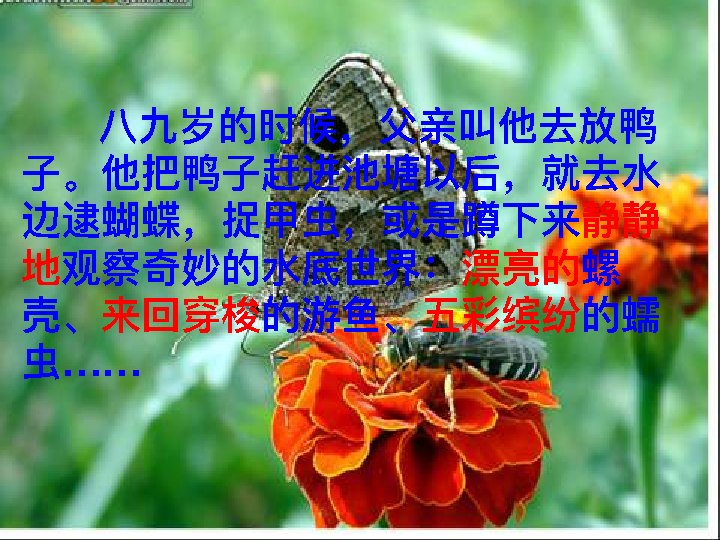 八九岁的时候，父亲叫他去放鸭
子。他把鸭子赶进池塘以后，就去水
边逮蝴蝶，捉甲虫，或是蹲下来静静
地观察奇妙的水底世界：漂亮的螺
壳、来回穿梭的游鱼、五彩缤纷的蠕
虫……